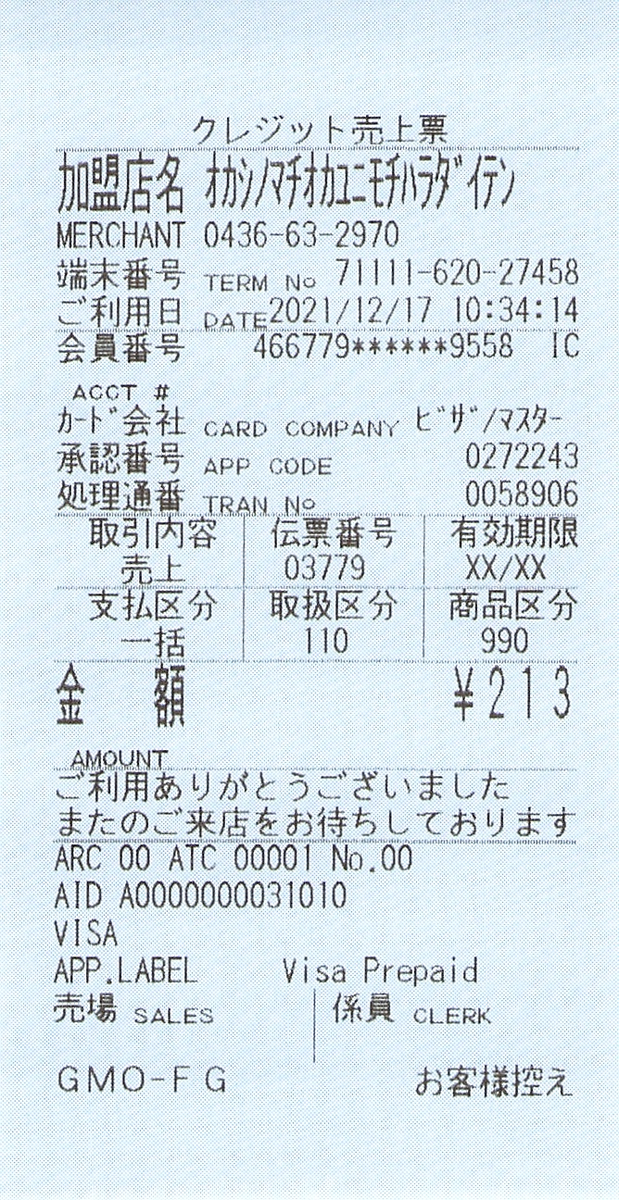 クレジット売上票
加盟店名 ｵｶｼﾉﾏﾁｵｶﾕﾆﾓﾁﾊﾗﾀﾞｲﾃﾝ
MERCHANT 0436-63-2970
端末番号 TERM No 71111-620-27458
ご利用日 DATE2021/12/17 10:34:14
会員番号 466779******9558 IC
ACCT #
ｶｰﾄﾞ会社 CARD COMPANY ﾋﾞｻﾞ/ﾏｽﾀｰ
承認番号 APP CODE 0272243
処理通番 TRAN No 0058906
取引内容 伝票番号 有効期限
売上 03779 XX/XX
支払区分 取扱区分 商品区分
一括 110 990
金 額 ¥213
AMOUNT
ご利用ありがとうございました
またのご来店をお待ちしております
ARC 00 ATC 00001 No.00
AID A0000000031010
VISA
APP.LABEL Visa Prepaid
売場 SALES 係員 CLERK
GMO-FG お客様控え